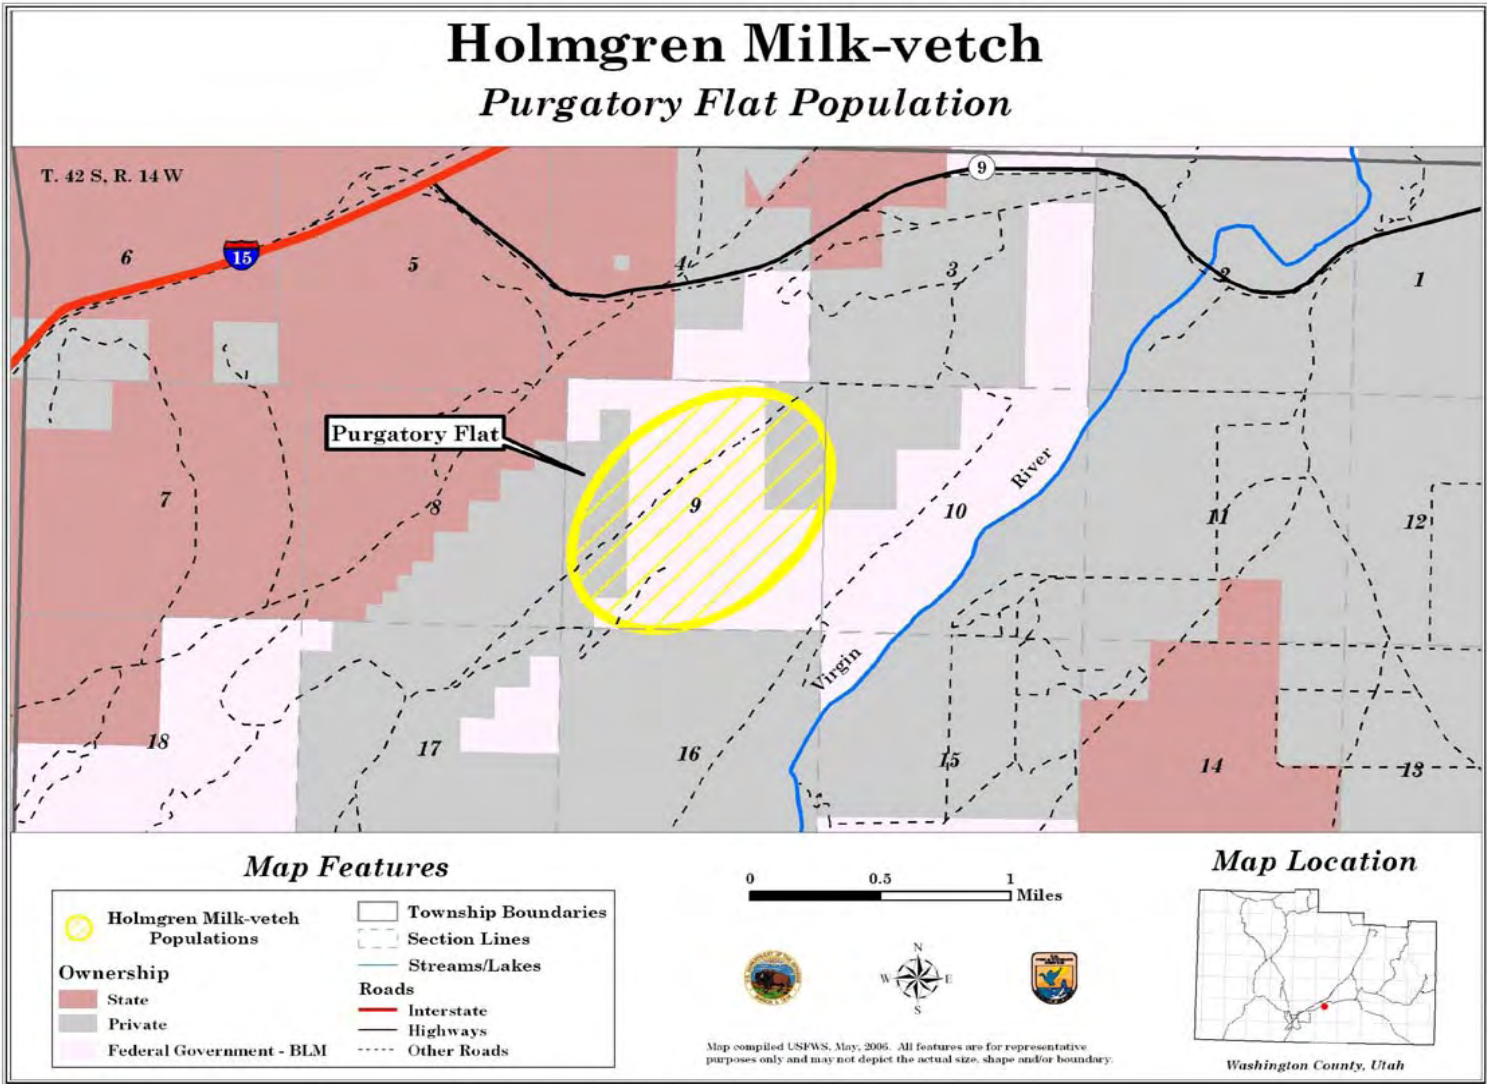 Holmgren Milk-vetch
Purgatory Flat Population
T. 42 S, R. 14 W
9
6
15
5
4
3
2
1
Purgatory Flat
7
8
9
10
River
11
12
Virgin
18
17
16
15
14
13
Map Features
Holmgren Milk-vetch
Populations
Ownership
State
Private
Federal Government - BLM
Township Boundaries
Section Lines
Streams/Lakes
Roads
Interstate
Highways
Other Roads
0 0.5 1
Miles
N
W E
S
Map compiled USFWS, May, 2006. All features are for representative
purposes only and may not depict the actual size, shape and/or boundary.
Map Location
Washington County, Utah